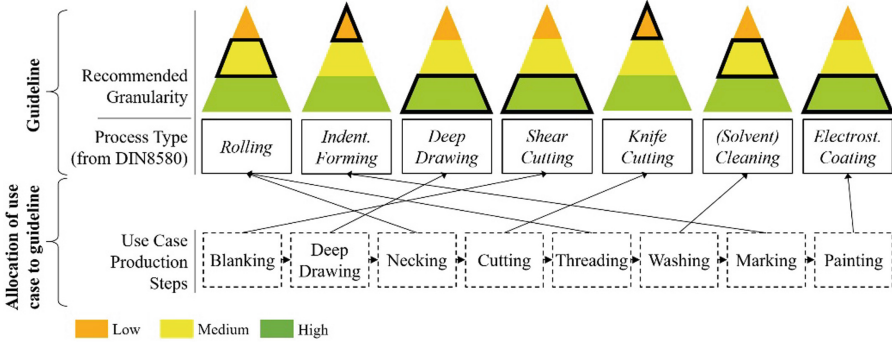 Guideline
Recommended
Granularity
Process Type
(from DIN8580)
Rolling
Indent.
Forming
Deep
Drawing
Shear
Cutting
Knife
Cutting
(Solvent)
Cleaning
Electrost.
Coating
Allocation of use
case to guideline
Use Case
Production
Steps
Blanking
Deep
Drawing
Necking
Cutting
Threading
Washing
Marking
Painting
Low
Medium
High